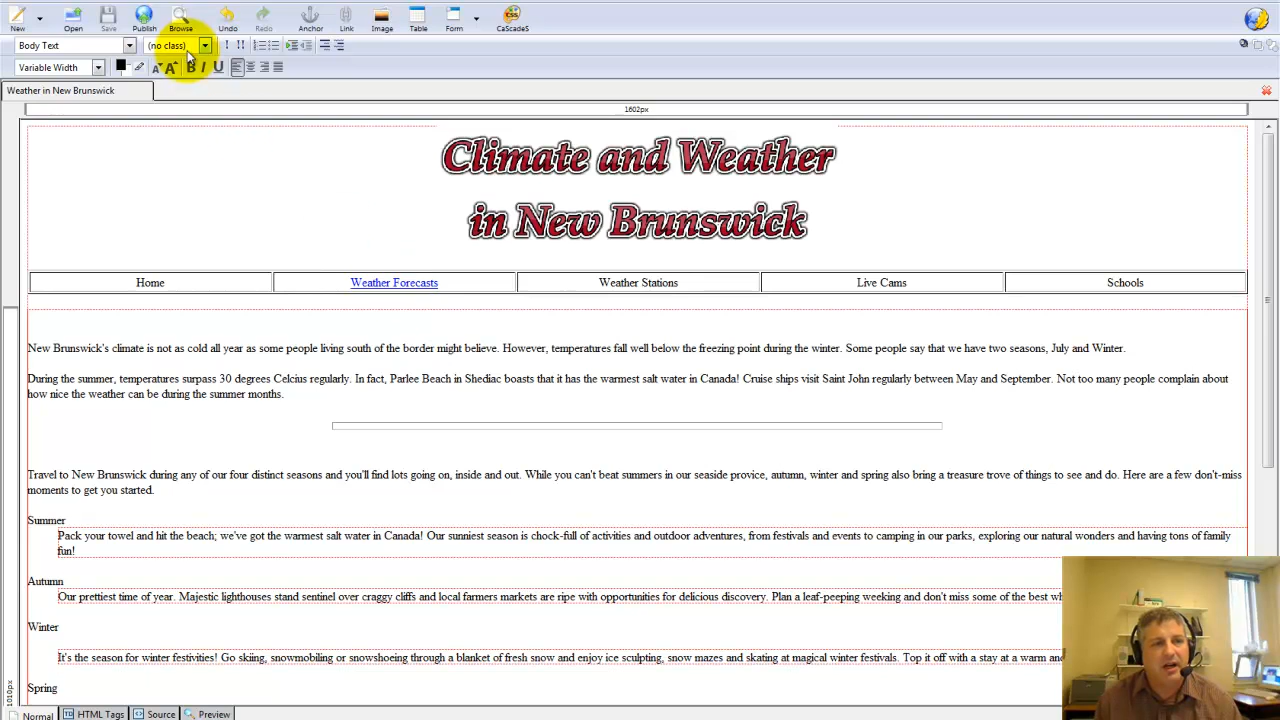 New
Open
Save
Publish
Browse
Undo
Redo
Anchor
Link
Image
Table
Form
CSS
CaScadeS
Body Text
(no class)
! !!
Variable Width
A A B I U
Weather in New Brunswick
1602px
Climate and Weather
in New Brunswick
Home
Weather Forecasts
Weather Stations
Live Cams
Schools
New Brunswick's climate is not as cold all year as some people living south of the border might believe. However, temperatures fall well below the freezing point during the winter. Some people say that we have two seasons, July and Winter.
During the summer, temperatures surpass 30 degrees Celcius regularly. In fact, Parlee Beach in Shediac boasts that it has the warmest salt water in Canada! Cruise ships visit Saint John regularly between May and September. Not too many people complain about
how nice the weather can be during the summer months.
Travel to New Brunswick during any of our four distinct seasons and you'll find lots going on, inside and out. While you can't beat summers in our seaside provice, autumn, winter and spring also bring a treasure trove of things to see and do. Here are a few don't-miss
moments to get you started.
Summer
Pack your towel and hit the beach; we've got the warmest salt water in Canada! Our sunniest season is chock-full of activities and outdoor adventures, from festivals and events to camping in our parks, exploring our natural wonders and having tons of family
fun!
Autumn
Our prettiest time of year. Majestic lighthouses stand sentinel over craggy cliffs and local farmers markets are ripe with opportunities for delicious discovery. Plan a leaf-peeping weeking and don't miss some of the best wh
Winter
It's the season for winter festivities! Go skiing, snowmobiling or snowshoeing through a blanket of fresh snow and enjoy ice sculpting, snow mazes and skating at magical winter festivals. Top it off with a stay at a warm and
Spring
1010px
Normal
HTML Tags
Source
Preview